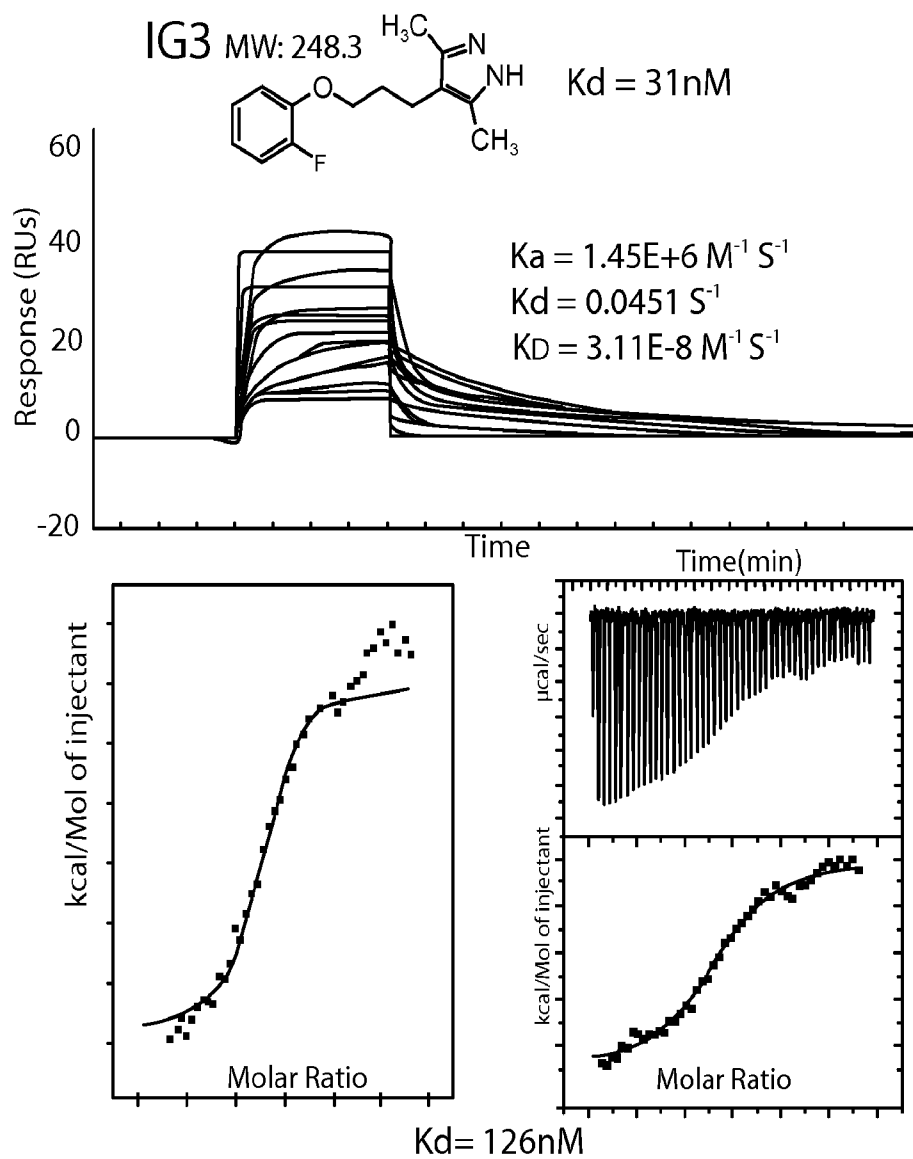 IG3 MW: 248.3
H₃C
N
NH
O
CH₃
F
Kd = 31nM
60
40
20
0
-20
Response (RUs)
Ka = 1.45E+6 M⁻¹ S⁻¹
Kd = 0.0451 S⁻¹
KD = 3.11E-8 M⁻¹ S⁻¹
Time
kcal/Mol of injectant
Molar Ratio
Time(min)
µcal/sec
kcal/Mol of injectant
Molar Ratio
Kd= 126nM